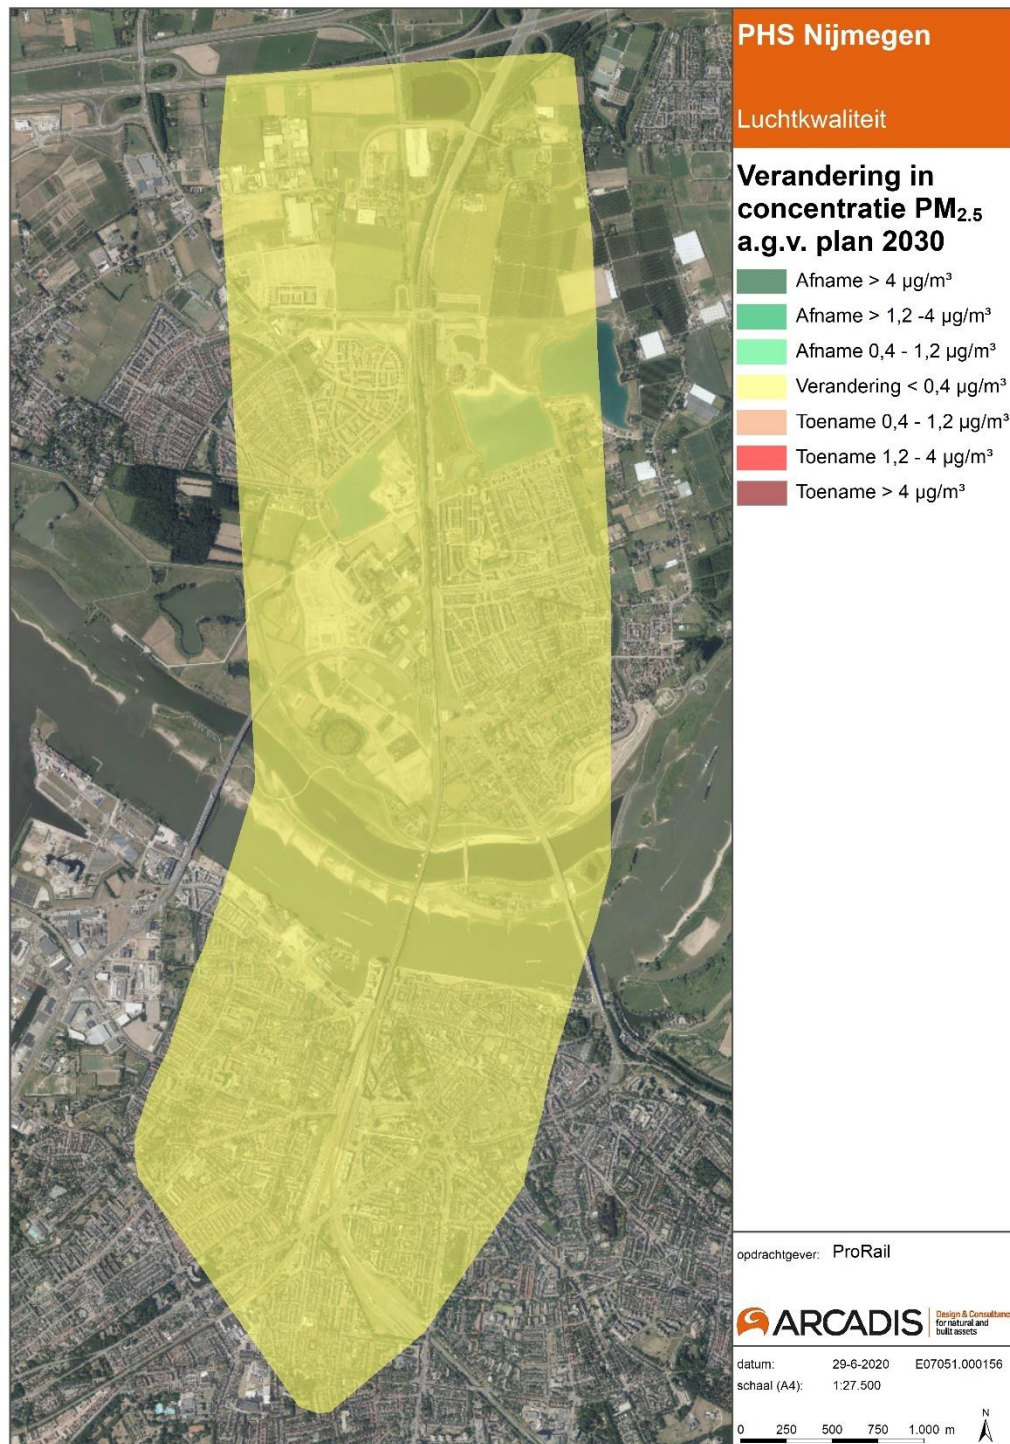 PHS Nijmegen
Luchtkwaliteit
Verandering in
concentratie PM₂.₅
a.g.v. plan 2030
Afname > 4 µg/m³
Afname > 1,2 -4 µg/m³
Afname 0,4 - 1,2 µg/m³
Verandering < 0,4 µg/m³
Toename 0,4 - 1,2 µg/m³
Toename 1,2 - 4 µg/m³
Toename > 4 µg/m³
opdrachtgever: ProRail
ARCADIS
Design & Consultancy
for natural and
built assets
datum: 29-6-2020 E07051.000156
schaal (A4): 1:27.500
N
0 250 500 750 1.000 m